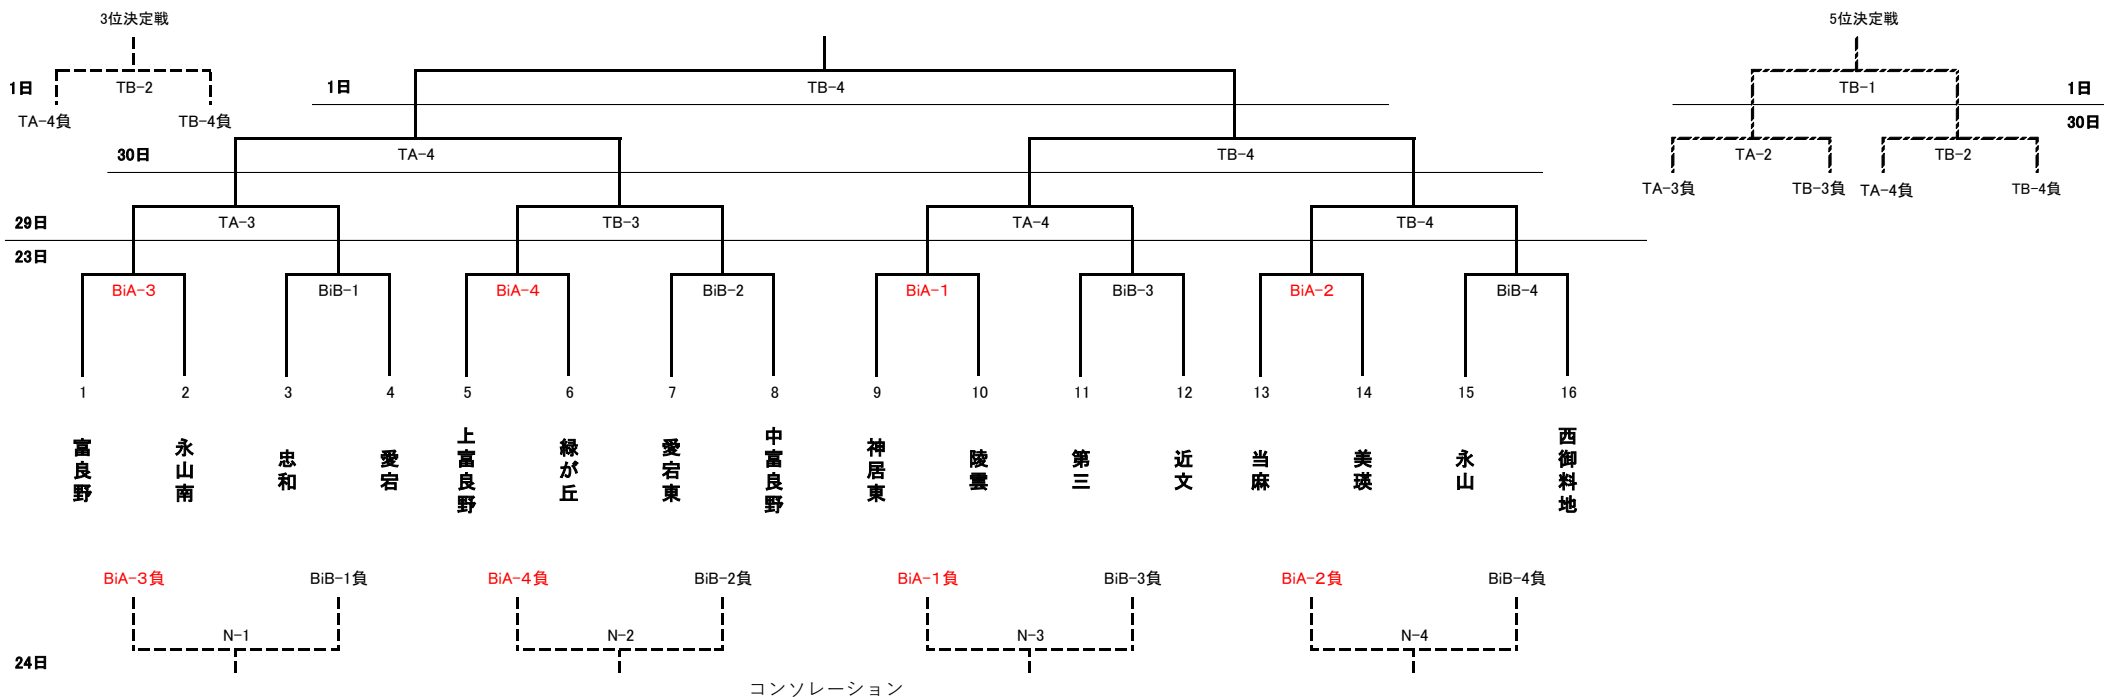 3位決定戦
5位決定戦
1日 TB-2 1日 TB-4 TB-1 1日
TA-4負 TB-4負 30日
30日 TA-4 TB-4 TA-2 TB-2
TA-3負 TB-3負 TA-4負 TB-4負
29日 TA-3 TB-3 TA-4 TB-4
23日
BiA-3 BiB-1 BiA-4 BiB-2 BiA-1 BiB-3 BiA-2 BiB-4
1 2 3 4 5 6 7 8 9 10 11 12 13 14 15 16
富良野
永山南
忠和
愛宕
上富良野
緑が丘
愛宕東
中富良野
神居東
陵雲
第三
近文
当麻
美瑛
永山
西御料地
BiA-3負 BiB-1負 BiA-4負 BiB-2負 BiA-1負 BiB-3負 BiA-2負 BiB-4負
N-1 N-2 N-3 N-4
24日
コンソレーション